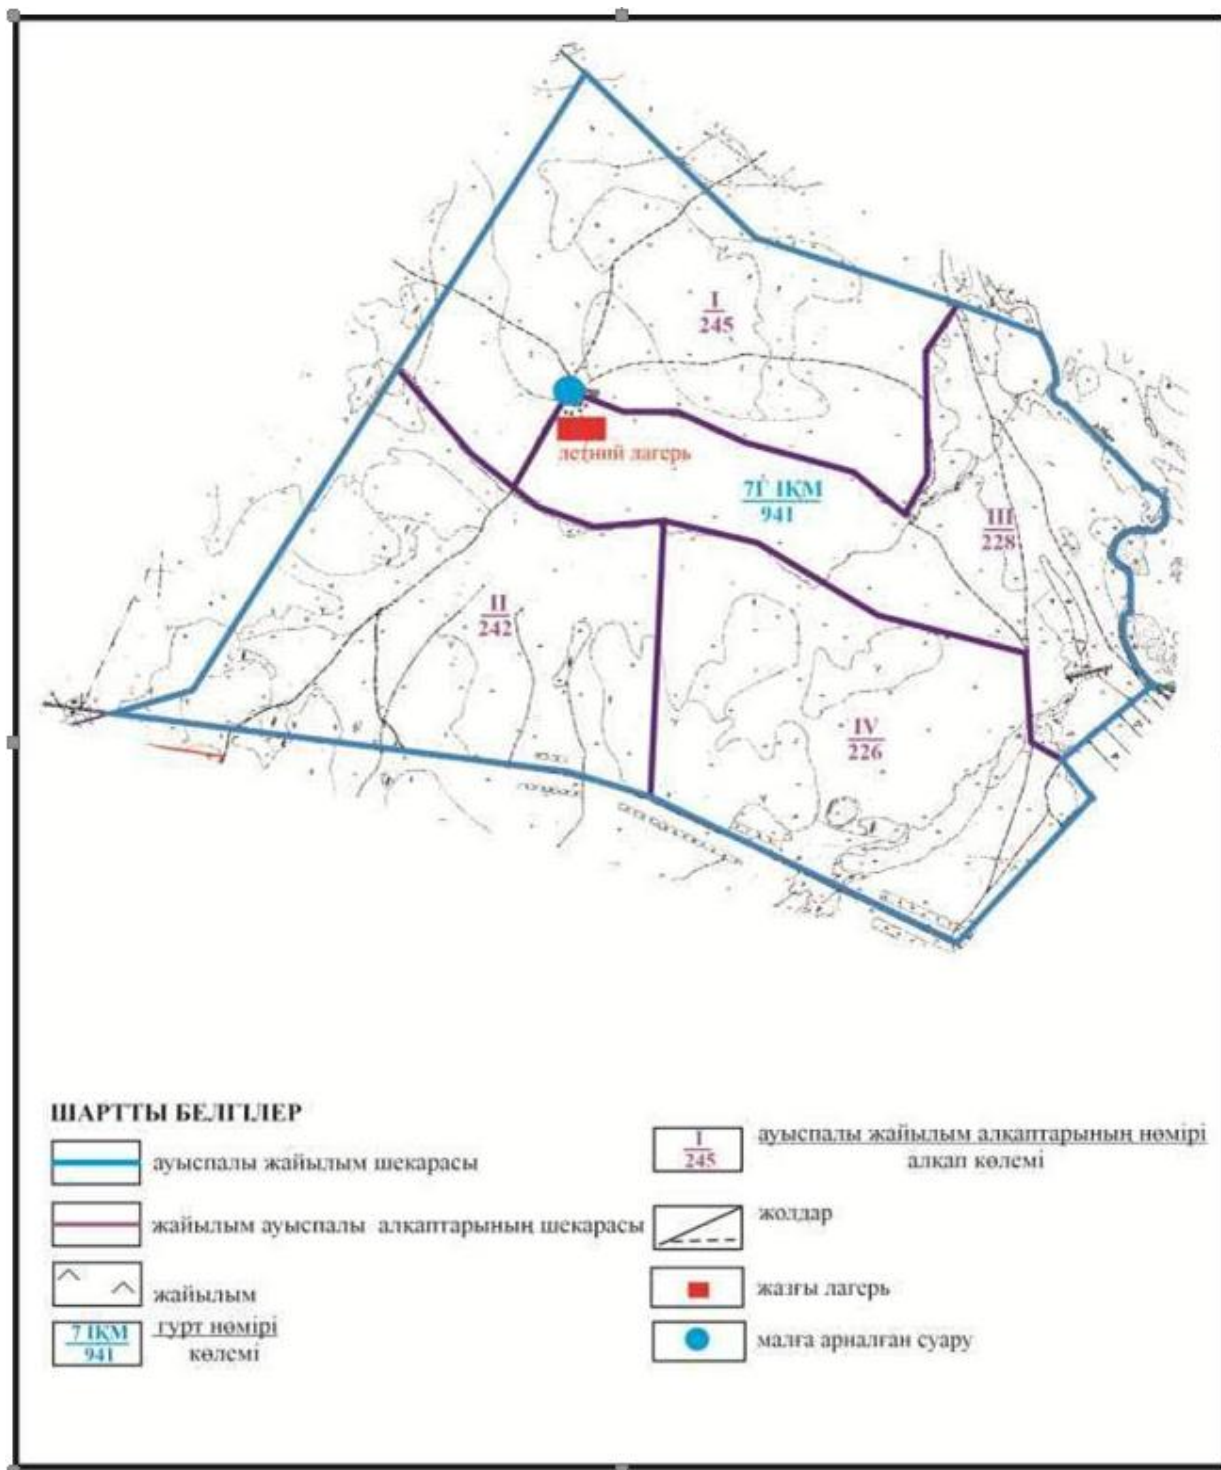 I
245
летний лагерь
7Г ІҚМ
941
III
228
II
242
IV
226
ШАРТТЫ БЕЛГІЛЕР
ауыспалы жайылым шекарасы
жайылым ауыспалы алқаптарының шекарасы
жайылым
7 ІҚМ
941
гурт нөмірі
көлемі
I
245
ауыспалы жайылым алқаптарының нөмірі
алқап көлемі
жолдар
жазғы лагерь
малға арналған суару